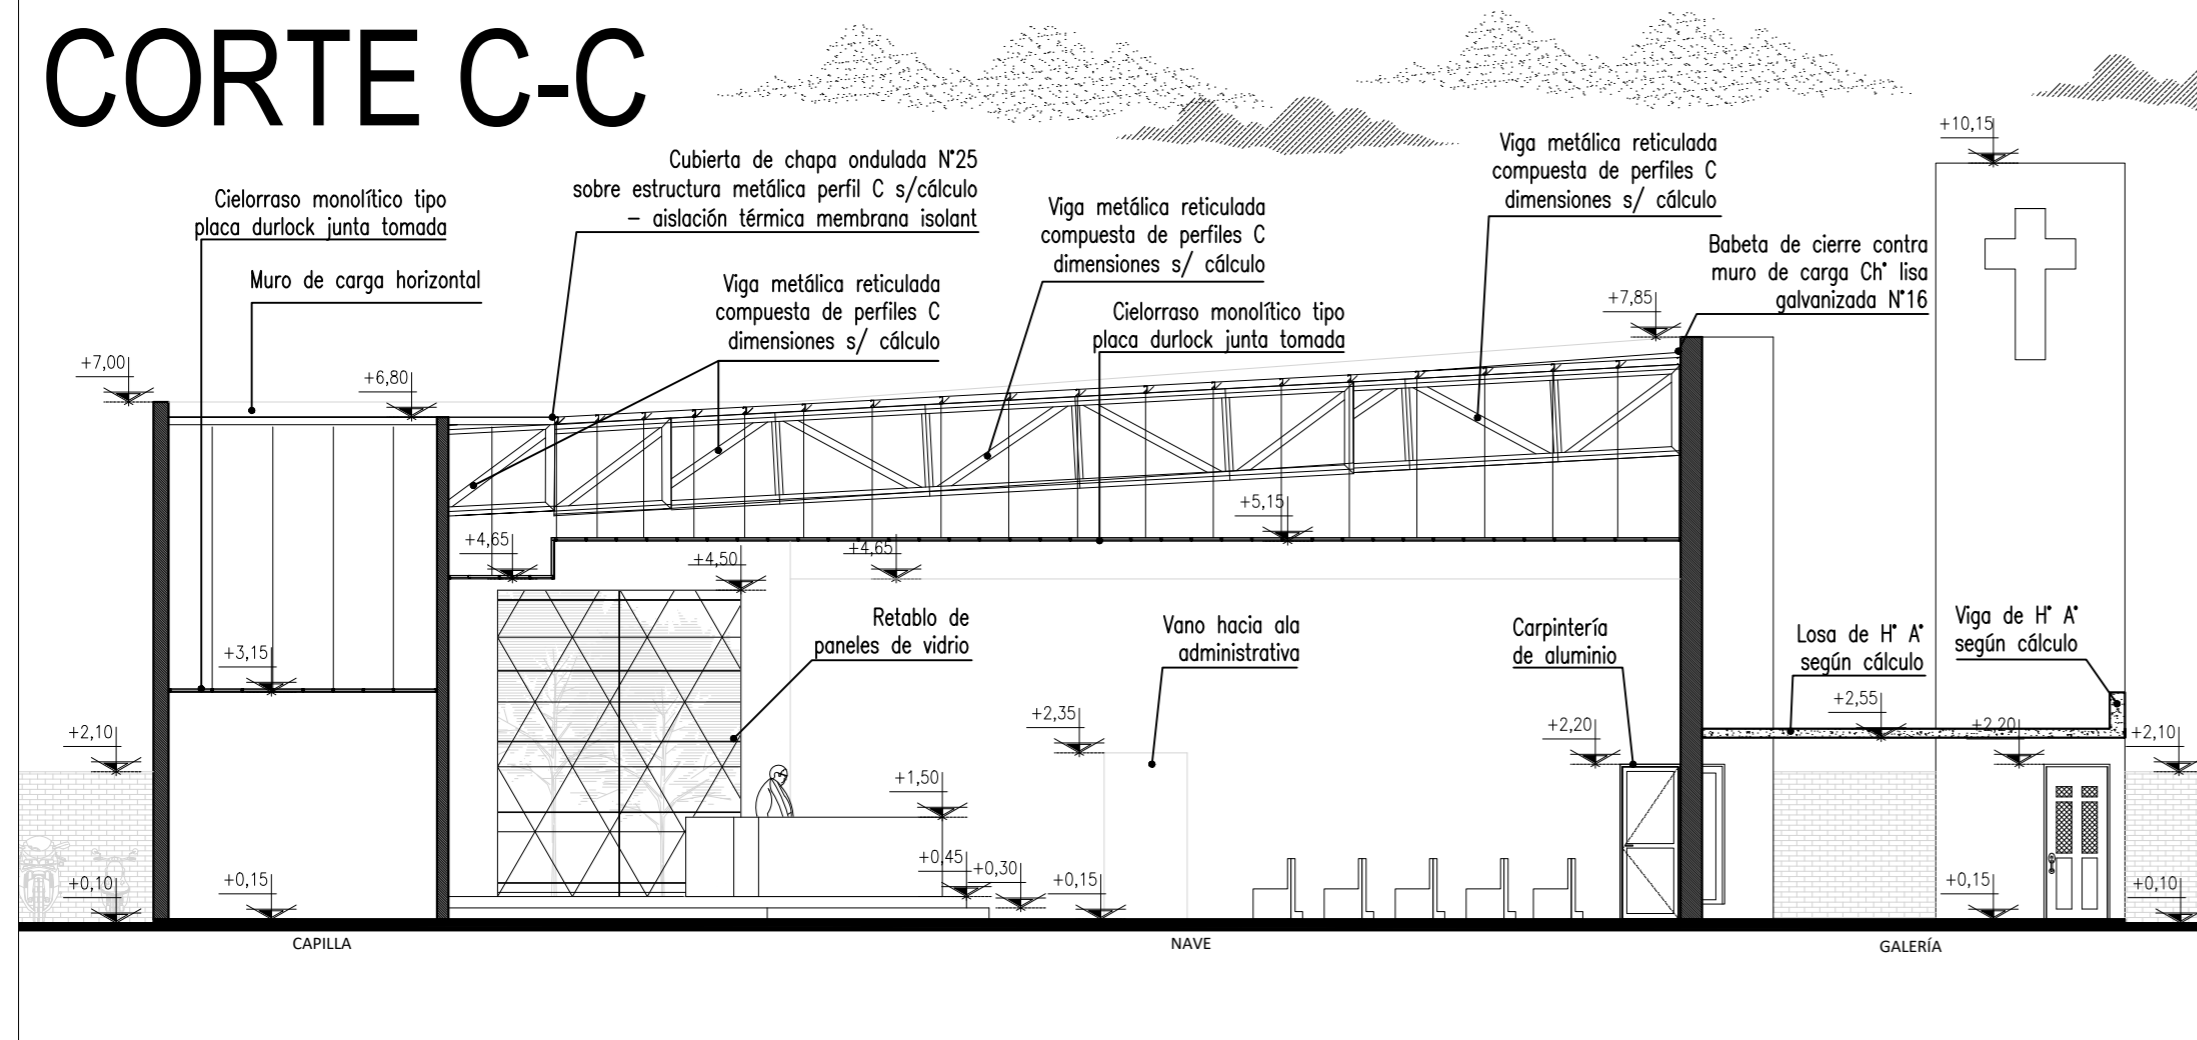 CORTE C-C
Cielorraso monolítico tipo
placa durlock junta tomada
Muro de carga horizontal
Cubierta de chapa ondulada N°25
sobre estructura metálica perfil C s/cálculo
– aislación térmica membrana isolant
Viga metálica reticulada
compuesta de perfiles C
dimensiones s/ cálculo
Viga metálica reticulada
compuesta de perfiles C
dimensiones s/ cálculo
Cielorraso monolítico tipo
placa durlock junta tomada
Viga metálica reticulada
compuesta de perfiles C
dimensiones s/ cálculo
Babeta de cierre contra
muro de carga Ch° lisa
galvanizada N°16
+10,15
+7,85
+7,00
+6,80
+5,15
+4,65
+4,50
+4,65
Retablo de
paneles de vidrio
Vano hacia ala
administrativa
Carpintería
de aluminio
Losa de H° A°
según cálculo
Viga de H° A°
según cálculo
+3,15
+2,10
+2,35
+2,20
+2,55
+2,20
+2,10
+1,50
+0,10
+0,15
+0,45
+0,30
+0,15
+0,15
+0,10
CAPILLA
NAVE
GALERÍA